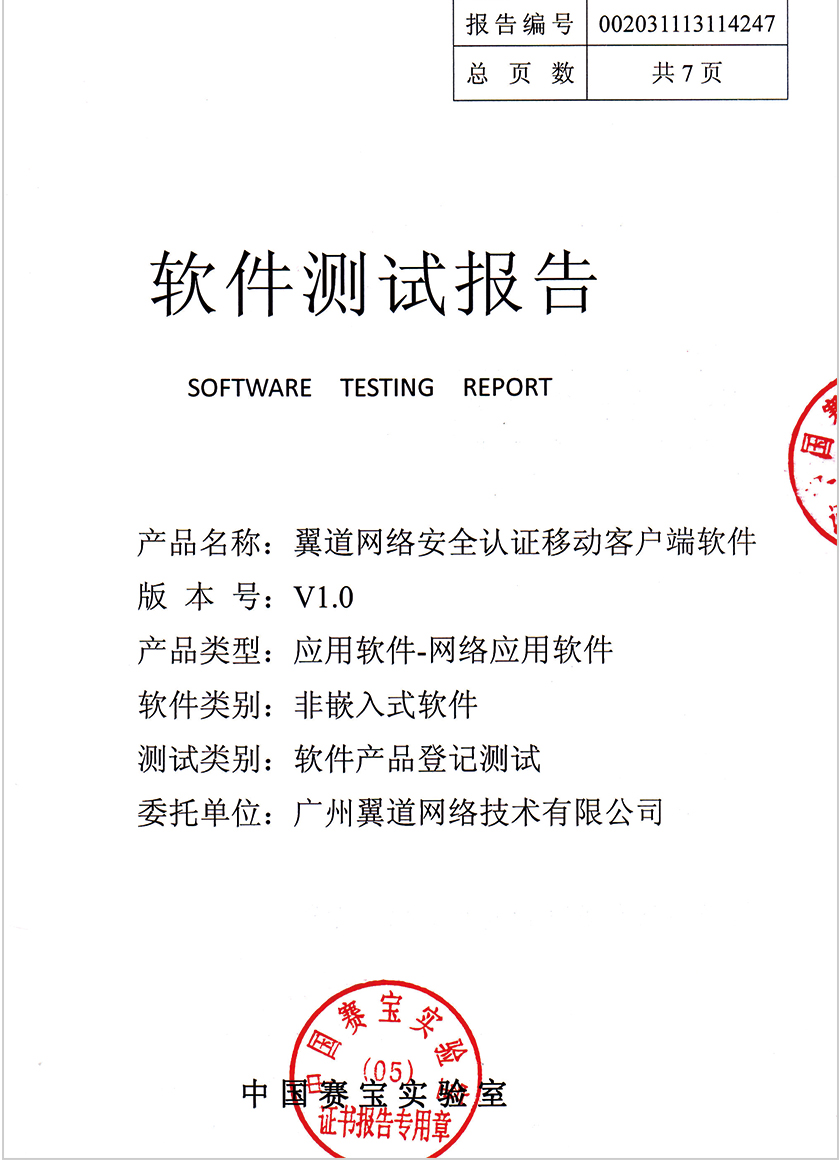 报告编号 002031113114247
总页数 共7页
软件测试报告
SOFTWARE TESTING REPORT
产品名称：翼道网络安全认证移动客户端软件
版本号：V1.0
产品类型：应用软件-网络应用软件
软件类别：非嵌入式软件
测试类别：软件产品登记测试
委托单位：广州翼道网络技术有限公司
国
中国赛宝实验室
(05)
中国赛宝实验室
证书报告专用章